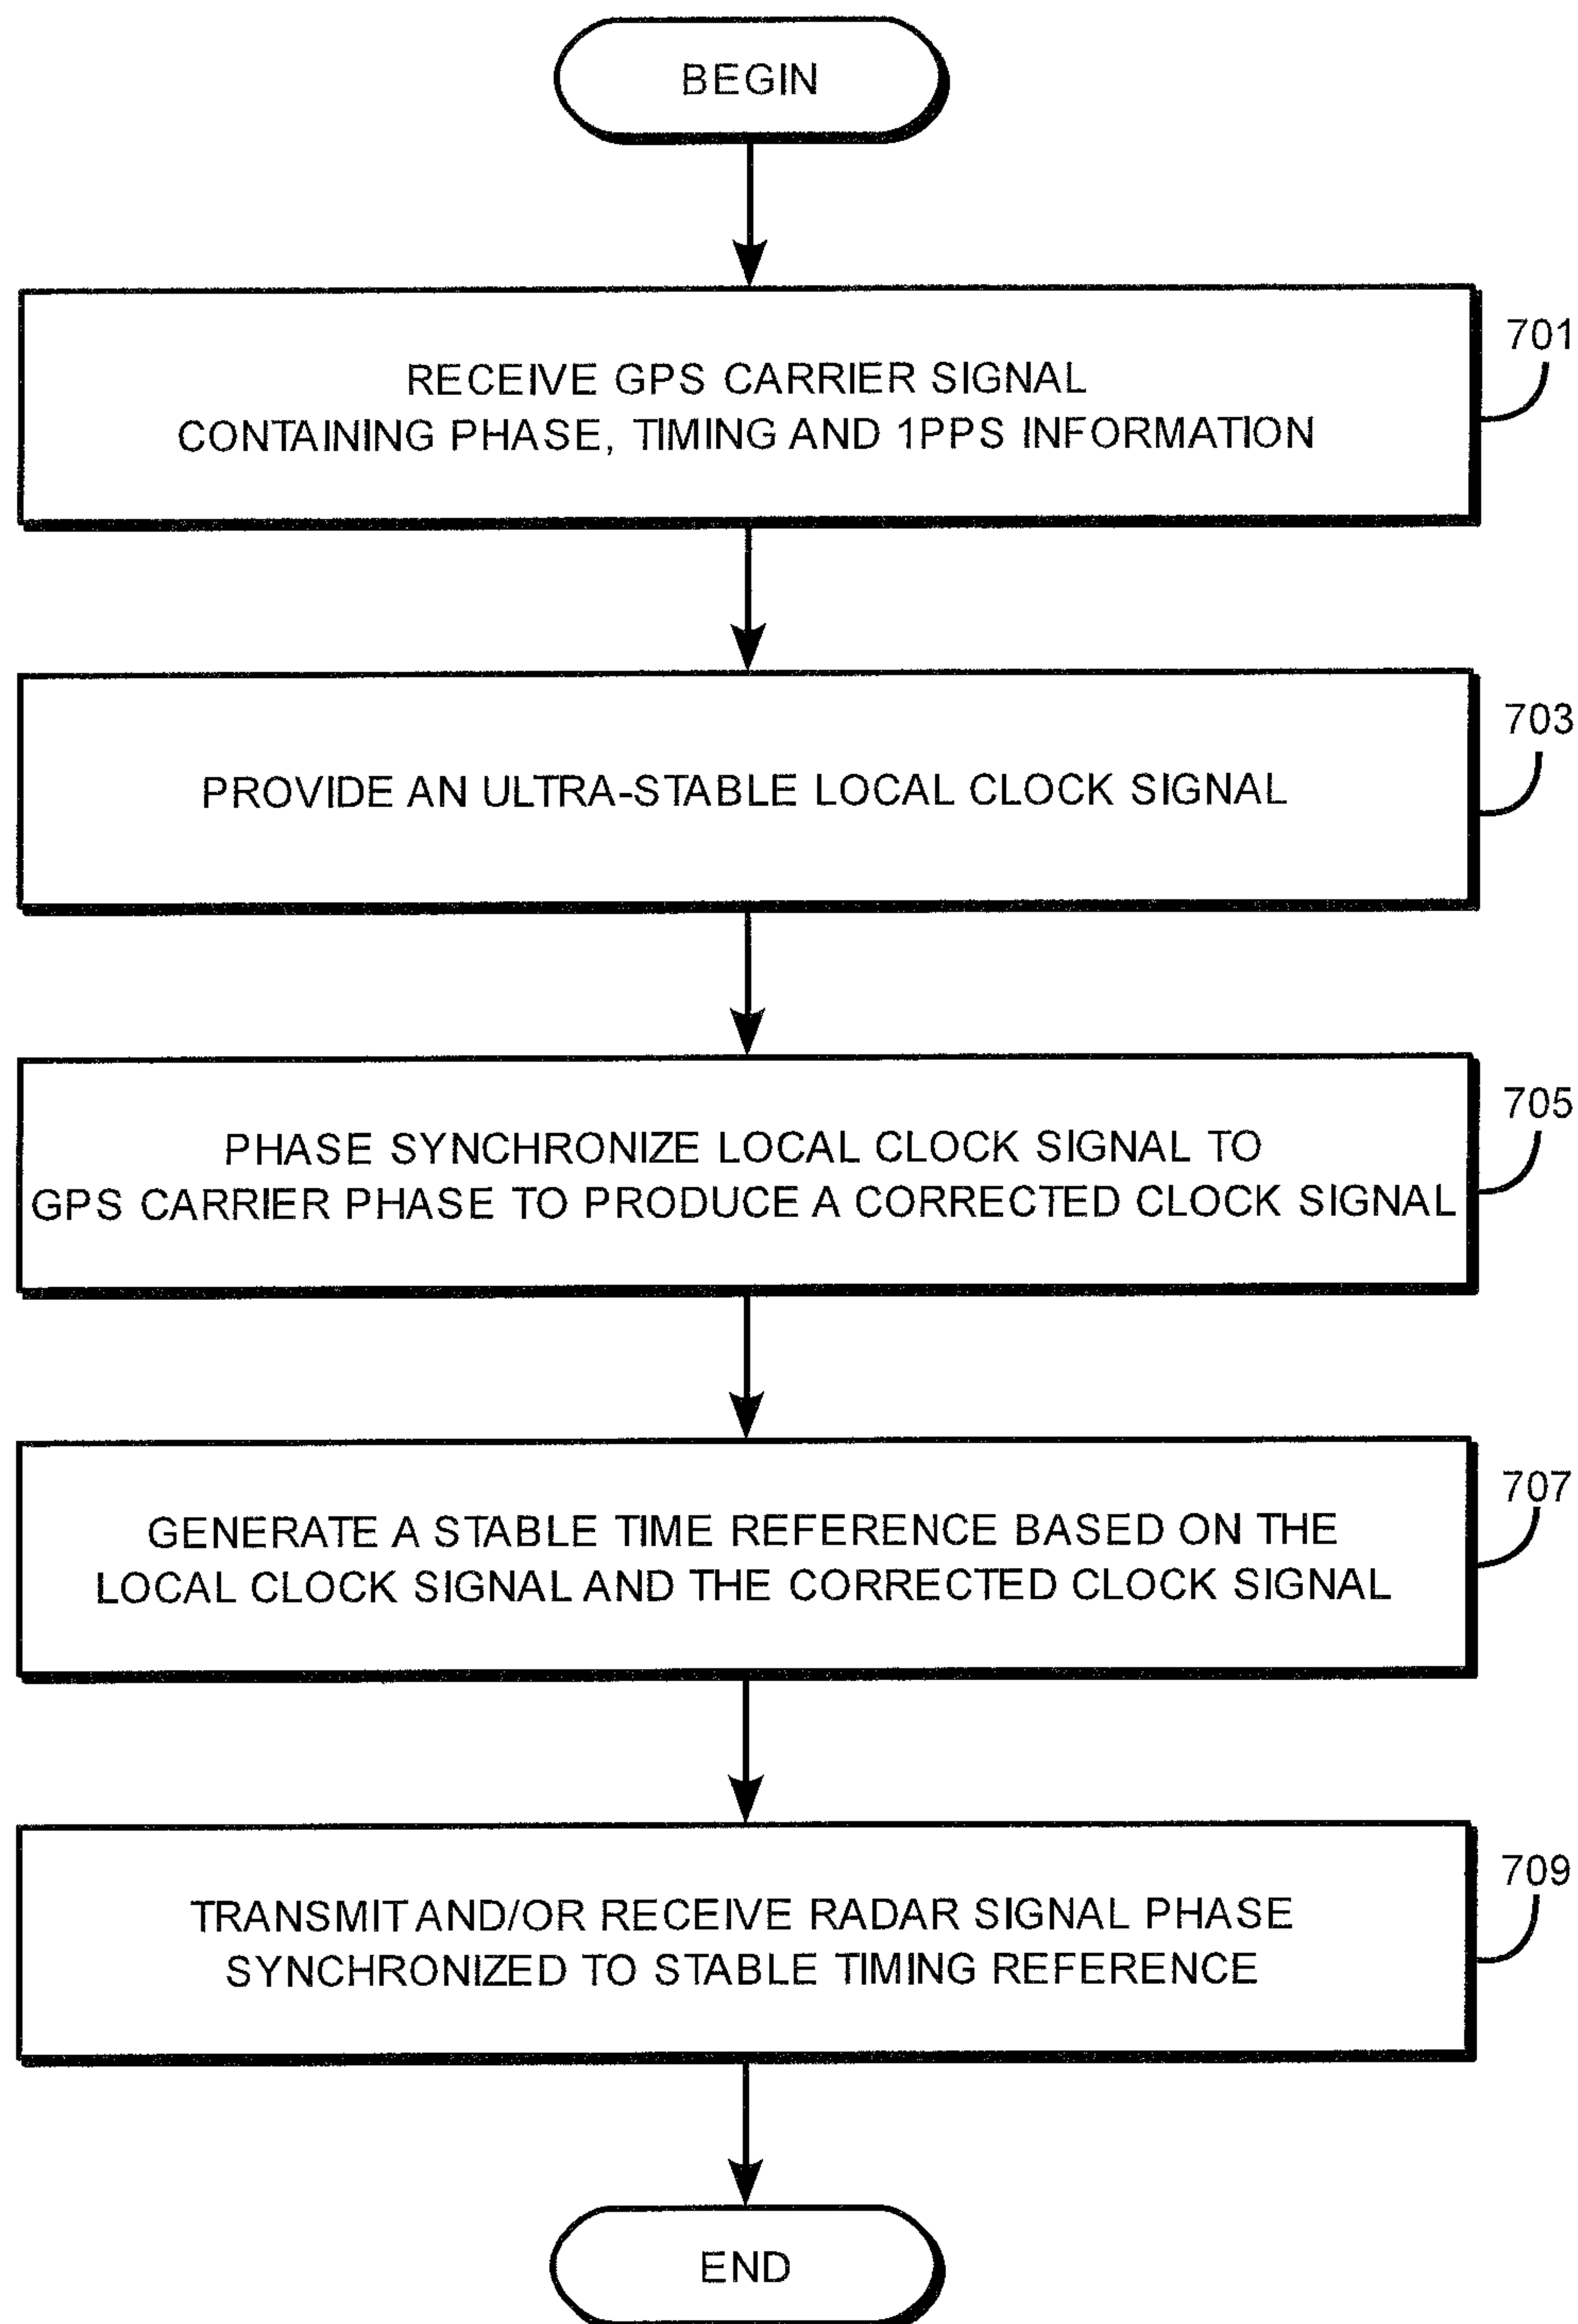 BEGIN
RECEIVE GPS CARRIER SIGNAL
CONTAINING PHASE, TIMING AND 1PPS INFORMATION
701
PROVIDE AN ULTRA-STABLE LOCAL CLOCK SIGNAL
703
PHASE SYNCHRONIZE LOCAL CLOCK SIGNAL TO
GPS CARRIER PHASE TO PRODUCE A CORRECTED CLOCK SIGNAL
705
GENERATE A STABLE TIME REFERENCE BASED ON THE
LOCAL CLOCK SIGNAL AND THE CORRECTED CLOCK SIGNAL
707
TRANSMIT AND/OR RECEIVE RADAR SIGNAL PHASE
SYNCHRONIZED TO STABLE TIMING REFERENCE
709
END